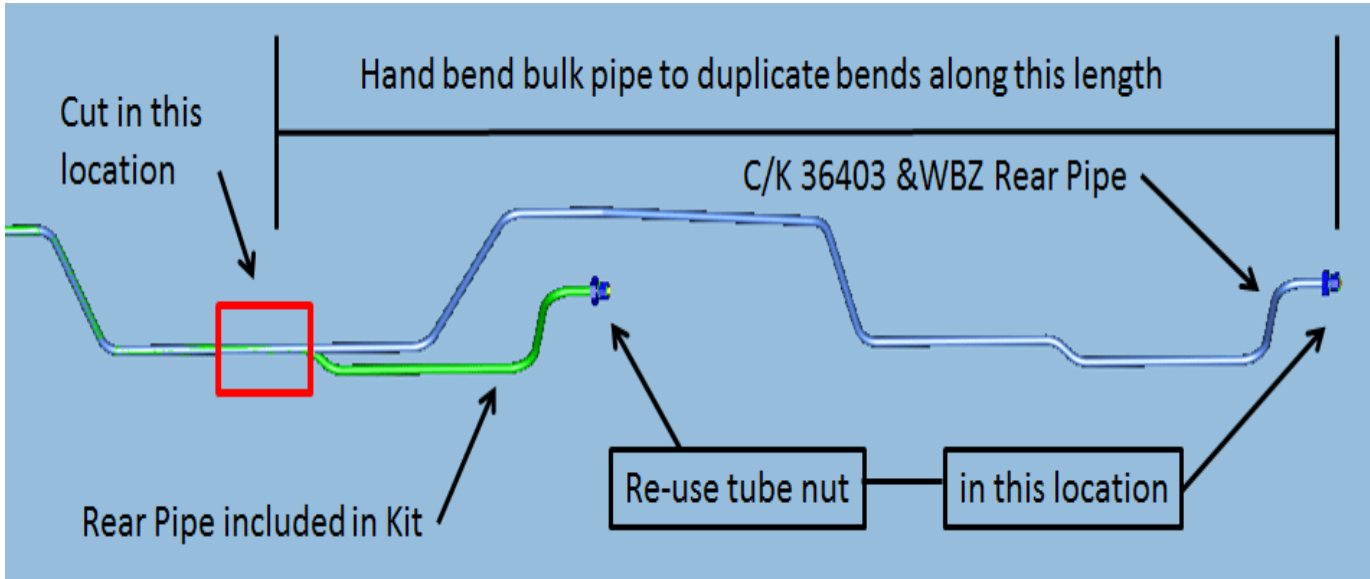 Hand bend bulk pipe to duplicate bends along this length
Cut in this
location
C/K 36403 &WBZ Rear Pipe
Re-use tube nut
in this location
Rear Pipe included in Kit